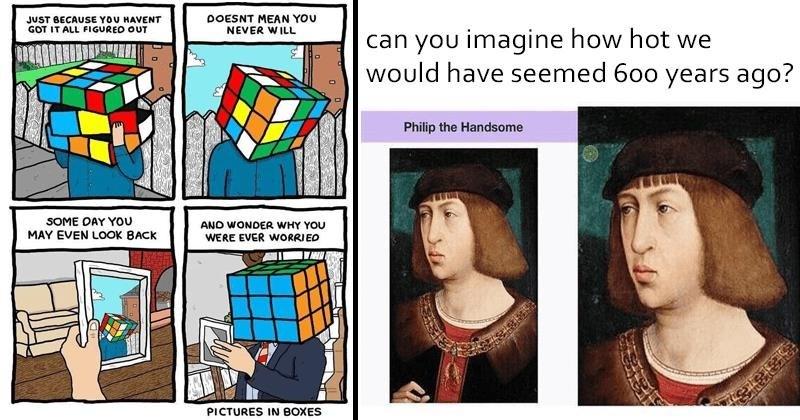 JUST BECAUSE YOU HAVENT
GOT IT ALL FIGURED OUT
DOESNT MEAN YOU
NEVER WILL
SOME DAY YOU
MAY EVEN LOOK BACK
AND WONDER WHY YOU
WERE EVER WORRIED
PICTURES IN BOXES
can you imagine how hot we
would have seemed 600 years ago?
Philip the Handsome